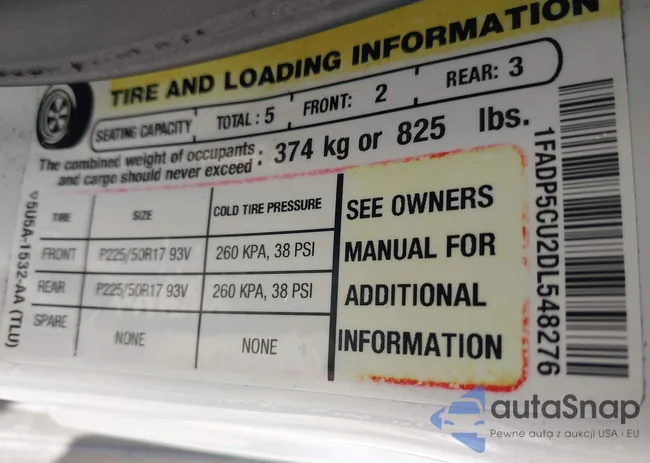 TIRE AND LOADING INFORMATION
SEATING CAPACITY TOTAL: 5 FRONT: 2 REAR: 3
The combined weight of occupants : 374 kg or 825 lbs.
and cargo should never exceed :
TIRE SIZE COLD TIRE PRESSURE
FRONT P225/50R17 93V 260 KPA, 38 PSI
REAR P225/50R17 93V 260 KPA, 38 PSI
SPARE NONE NONE
SEE OWNERS
MANUAL FOR
ADDITIONAL
INFORMATION
5U5A-1532-AA (TLU)
1FADP5CU2DL548276
autaSnap
Pewne auta z aukcji USA i EU